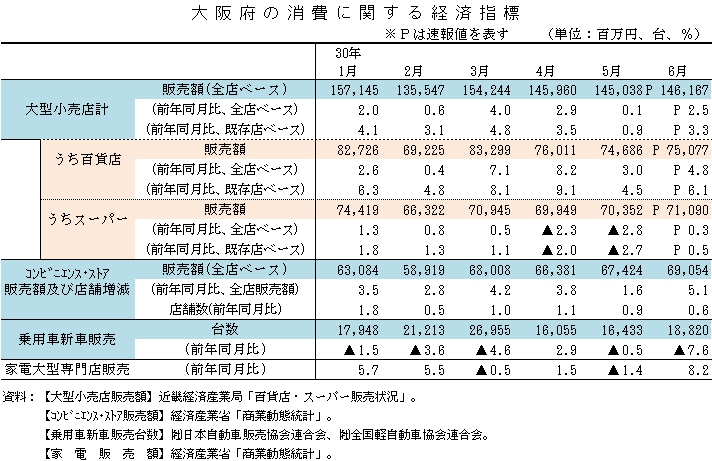 大阪府の消費に関する経済指標
※Pは速報値を表す　（単位：百万円、台、％）
30年
1月 2月 3月 4月 5月 6月
大型小売店計
販売額(全店ベース) 157,145 135,547 154,244 145,960 145,038 P 146,167
(前年同月比、全店ベース) 2.0 0.6 4.0 2.9 0.1 P 2.5
(前年同月比、既存店ベース) 4.1 3.1 4.8 3.5 0.9 P 3.3
うち百貨店
販売額 82,726 69,225 83,299 76,011 74,686 P 75,077
(前年同月比、全店ベース) 2.6 0.4 7.1 8.2 3.0 P 4.8
(前年同月比、既存店ベース) 6.3 4.8 8.1 9.1 4.5 P 6.1
うちスーパー
販売額 74,419 66,322 70,945 69,949 70,352 P 71,090
(前年同月比、全店ベース) 1.3 0.8 0.5 ▲2.3 ▲2.8 P 0.3
(前年同月比、既存店ベース) 1.8 1.3 1.1 ▲2.0 ▲2.7 P 0.5
ｺﾝﾋﾞﾆｴﾝｽ・ｽﾄｱ
販売額及び店舗増減
販売額(全店ベース) 63,084 58,919 68,008 66,381 67,424 69,054
(前年同月比、全店販売額) 3.5 2.8 4.2 3.8 1.6 5.1
店舗数(前年同月比) 1.8 0.5 1.0 1.1 0.9 0.6
乗用車新車販売
台数 17,948 21,213 26,955 16,055 16,433 18,820
(前年同月比) ▲1.5 ▲3.6 ▲4.6 2.9 ▲0.5 ▲7.6
家電大型専門店販売 (前年同月比) 5.7 5.5 ▲0.5 1.5 ▲1.4 8.2
資料：【大型小売店販売額】近畿経済産業局「百貨店・スーパー販売状況」。
【ｺﾝﾋﾞﾆｴﾝｽ・ｽﾄｱ販売額】経済産業省「商業動態統計」。
【乗用車新車販売台数】日本自動車販売協会連合会、全国軽自動車協会連合会。
【家 電 販 売 額】経済産業省「商業動態統計」。